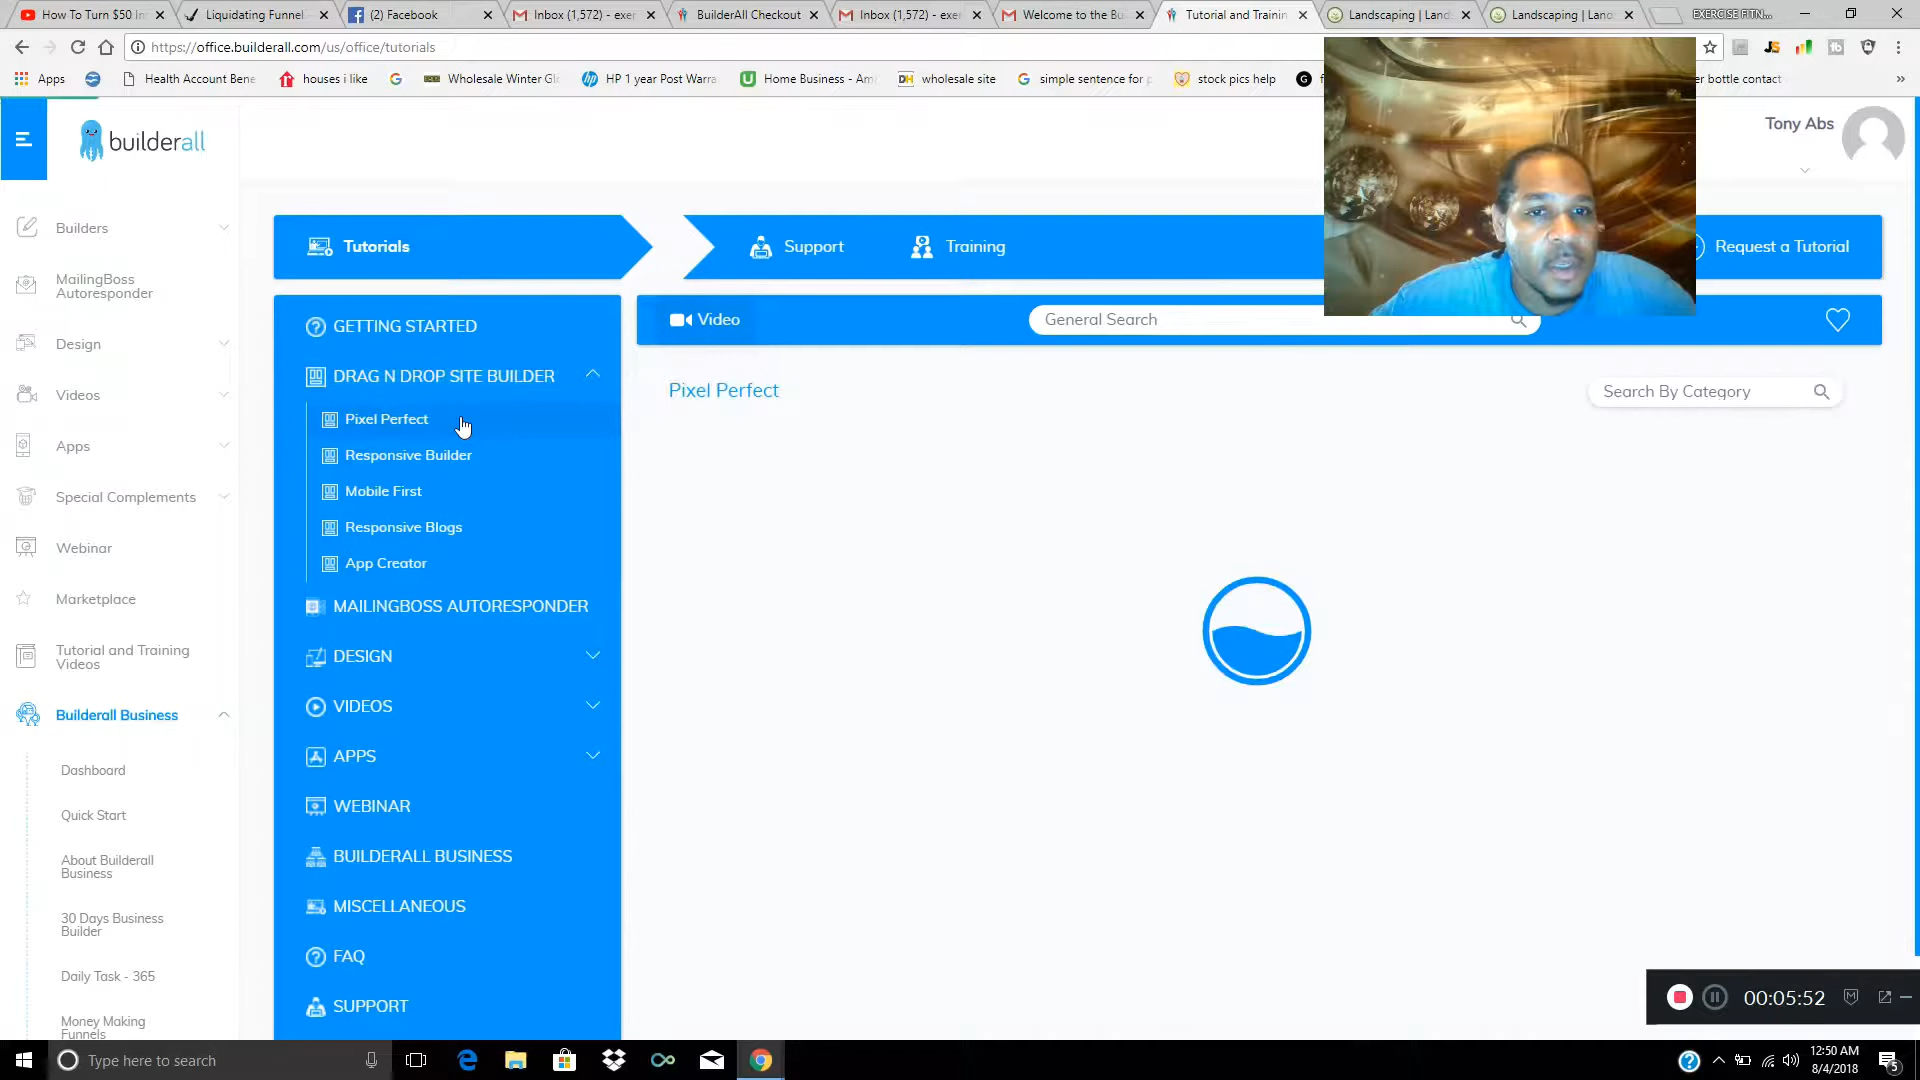 How To Turn $50 In
Liquidating Funnel
(2) Facebook
Inbox (1,572) - exer
BuilderAll Checkout
Inbox (1,572) - exer
Welcome to the Bu
Tutorial and Trainin
Landscaping | Land
Landscaping | Land
EXERCISE FITN...
https://office.builderall.com/us/office/tutorials
Apps
Health Account Bene
houses i like
Wholesale Winter Gl
HP 1 year Post Warra
Home Business - Am
wholesale site
simple sentence for
stock pics help
er bottle contact
builderall
Tony Abs
Builders
MailingBoss
Autoresponder
Design
Videos
Apps
Special Complements
Webinar
Marketplace
Tutorial and Training
Videos
Builderall Business
Dashboard
Quick Start
About Builderall
Business
30 Days Business
Builder
Daily Task - 365
Money Making
Funnels
Tutorials
Support
Training
Request a Tutorial
GETTING STARTED
DRAG N DROP SITE BUILDER
Pixel Perfect
Responsive Builder
Mobile First
Responsive Blogs
App Creator
MAILINGBOSS AUTORESPONDER
DESIGN
VIDEOS
APPS
WEBINAR
BUILDERALL BUSINESS
MISCELLANEOUS
FAQ
SUPPORT
Video
General Search
Pixel Perfect
Search By Category
00:05:52
Type here to search
12:50 AM
8/4/2018
5